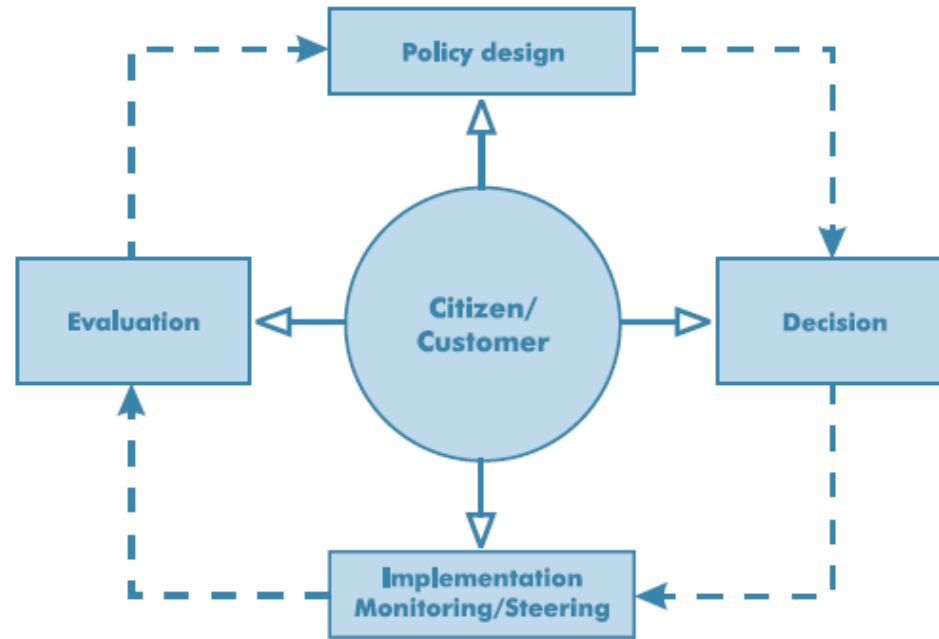 Policy design
Evaluation
Citizen/
Customer
Decision
Implementation
Monitoring/Steering